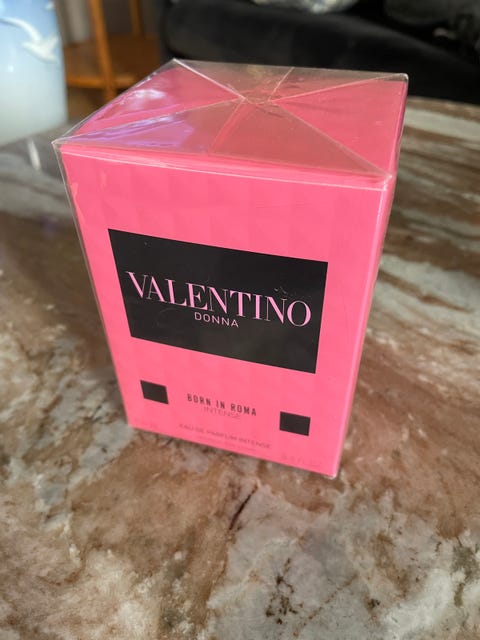 VALENTINO
DONNA
BORN IN ROMA
INTENSE
EAU DE PARFUM INTENSE